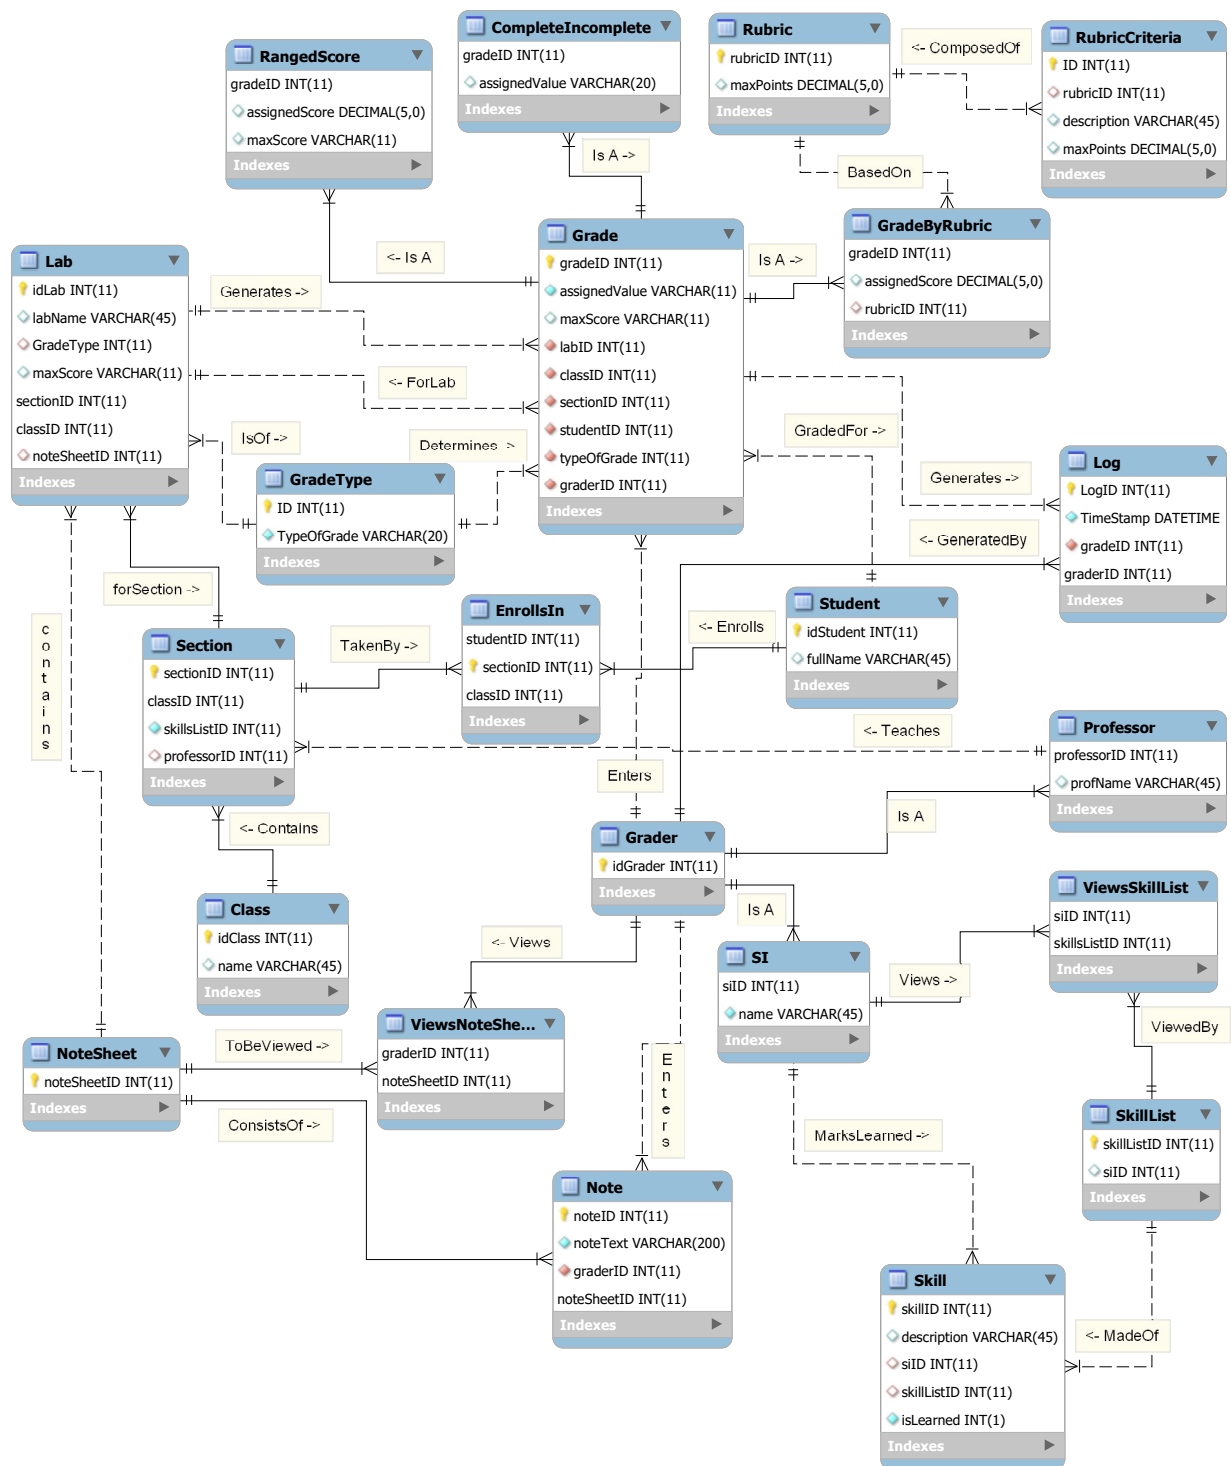 CompleteIncomplete
gradeID INT(11)
assignedValue VARCHAR(20)
Indexes
Rubric
rubricID INT(11)
maxPoints DECIMAL(5,0)
Indexes
<- ComposedOf
RubricCriteria
ID INT(11)
rubricID INT(11)
description VARCHAR(45)
maxPoints DECIMAL(5,0)
Indexes
RangedScore
gradeID INT(11)
assignedScore DECIMAL(5,0)
maxScore VARCHAR(11)
Indexes
Is A ->
BasedOn
GradeByRubric
gradeID INT(11)
assignedScore DECIMAL(5,0)
rubricID INT(11)
Indexes
Grade
gradeID INT(11)
assignedValue VARCHAR(11)
maxScore VARCHAR(11)
labID INT(11)
classID INT(11)
sectionID INT(11)
studentID INT(11)
typeOfGrade INT(11)
graderID INT(11)
Indexes
<- Is A
Is A ->
Lab
idLab INT(11)
labName VARCHAR(45)
GradeType INT(11)
maxScore VARCHAR(11)
sectionID INT(11)
classID INT(11)
noteSheetID INT(11)
Indexes
Generates ->
<- ForLab
IsOf ->
Determines ->
GradedFor ->
GradeType
ID INT(11)
TypeOfGrade VARCHAR(20)
Indexes
Log
LogID INT(11)
TimeStamp DATETIME
gradeID INT(11)
graderID INT(11)
Indexes
Generates ->
<- GeneratedBy
forSection ->
contains
Section
sectionID INT(11)
classID INT(11)
skillsListID INT(11)
professorID INT(11)
Indexes
TakenBy ->
EnrollsIn
studentID INT(11)
sectionID INT(11)
classID INT(11)
Indexes
<- Enrolls
Student
idStudent INT(11)
fullName VARCHAR(45)
Indexes
<- Teaches
Professor
professorID INT(11)
profName VARCHAR(45)
Indexes
Enters
<- Contains
Grader
idGrader INT(11)
Indexes
Is A
Is A
Class
idClass INT(11)
name VARCHAR(45)
Indexes
<- Views
SI
siID INT(11)
name VARCHAR(45)
Indexes
Views ->
ViewsSkillList
siID INT(11)
skillsListID INT(11)
Indexes
ViewedBy
NoteSheet
noteSheetID INT(11)
Indexes
ToBeViewed ->
ConsistsOf ->
ViewsNoteShe...
graderID INT(11)
noteSheetID INT(11)
Indexes
Enters
MarksLearned ->
SkillList
skillListID INT(11)
siID INT(11)
Indexes
Note
noteID INT(11)
noteText VARCHAR(200)
graderID INT(11)
noteSheetID INT(11)
Indexes
Skill
skillID INT(11)
description VARCHAR(45)
siID INT(11)
skillListID INT(11)
isLearned INT(1)
Indexes
<- MadeOf